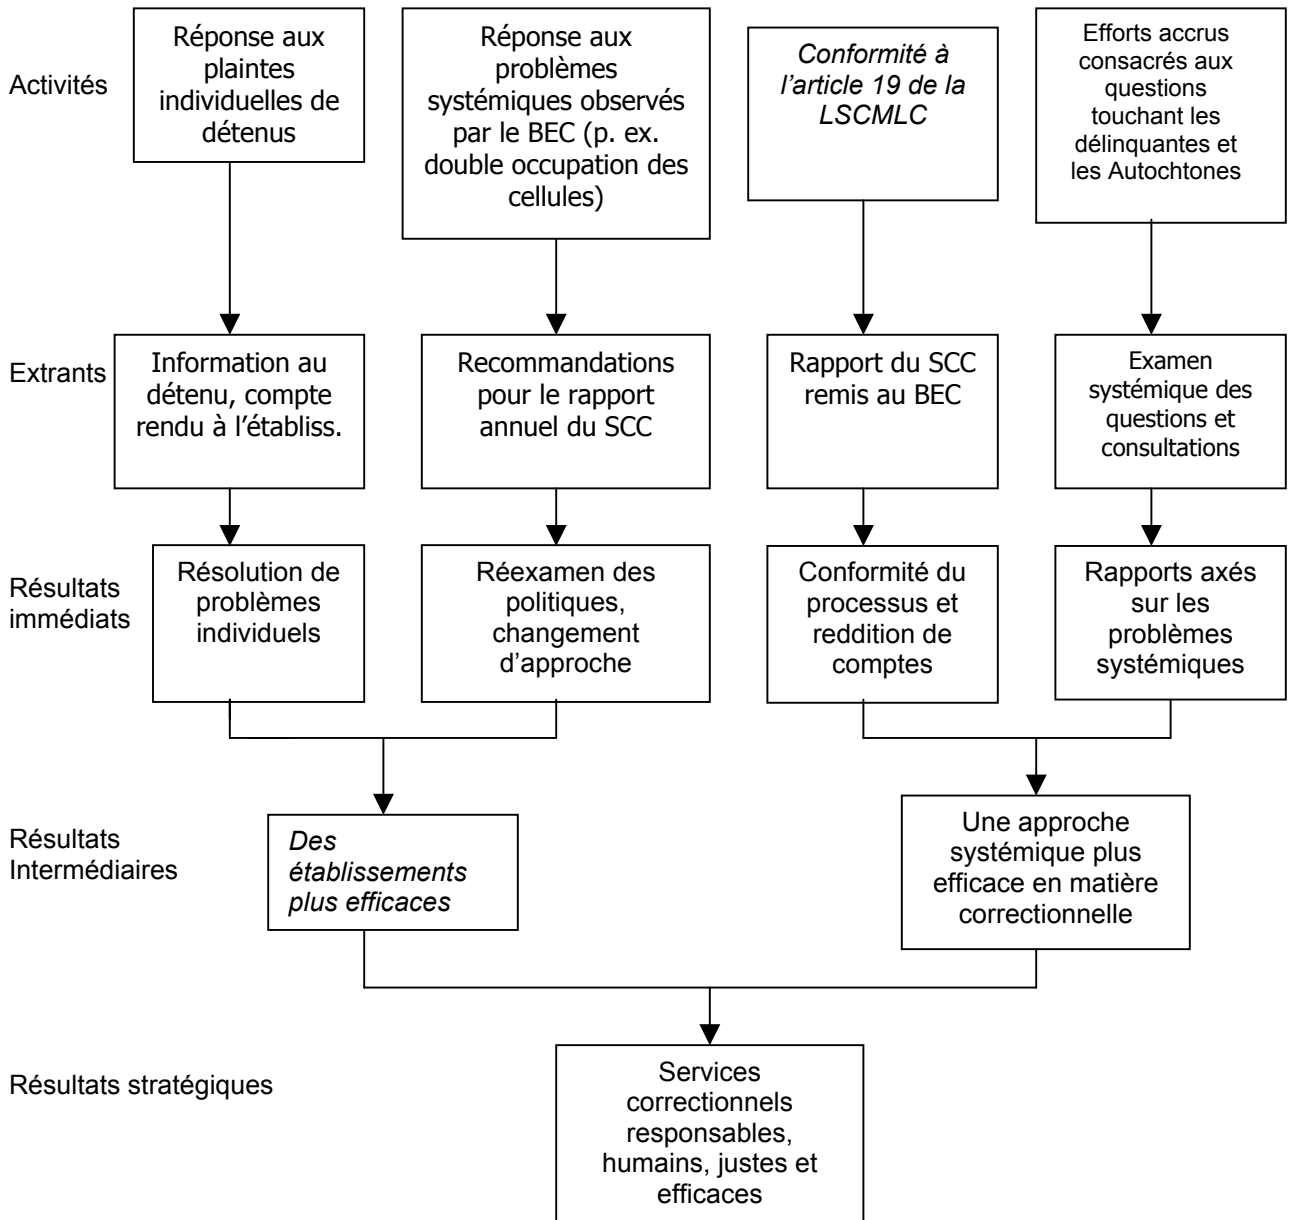 Activités
Réponse aux
plaintes
individuelles de
détenus
Réponse aux
problèmes
systémiques observés
par le BEC (p. ex.
double occupation des
cellules)
Conformité à
l’article 19 de la
LSCMLC
Efforts accrus
consacrés aux
questions
touchant les
délinquantes et
les Autochtones
Extrants
Information au
détenu, compte
rendu à l’établiss.
Recommandations
pour le rapport
annuel du SCC
Rapport du SCC
remis au BEC
Examen
systémique des
questions et
consultations
Résultats
immédiats
Résolution de
problèmes
individuels
Réexamen des
politiques,
changement
d’approche
Conformité du
processus et
reddition de
comptes
Rapports axés
sur les
problèmes
systémiques
Résultats
Intermédiaires
Des
établissements
plus efficaces
Une approche
systémique plus
efficace en matière
correctionnelle
Résultats stratégiques
Services
correctionnels
responsables,
humains, justes et
efficaces